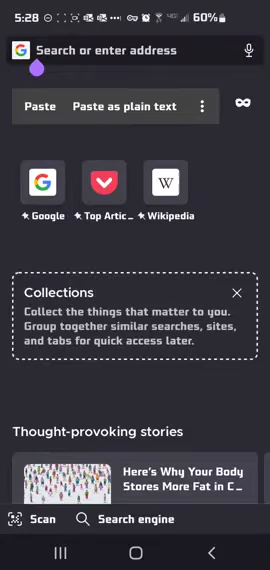 5:28 60%
Search or enter address
Paste Paste as plain text
W
Google Top Artic… Wikipedia
Collections
Collect the things that matter to you.
Group together similar searches, sites,
and tabs for quick access later.
Thought-provoking stories
Here's Why Your Body
Stores More Fat in C…
Scan Search engine